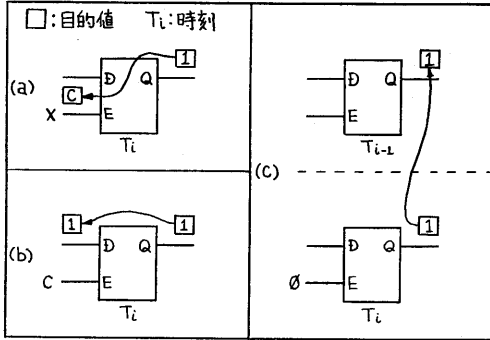 □:目的値 Ti:時刻
(a)
1
D Q
C
X E
Ti
(b)
1 1
D Q
C E
Ti
(C)
1
D Q
E
Ti-1
1
D Q
Ø E
Ti